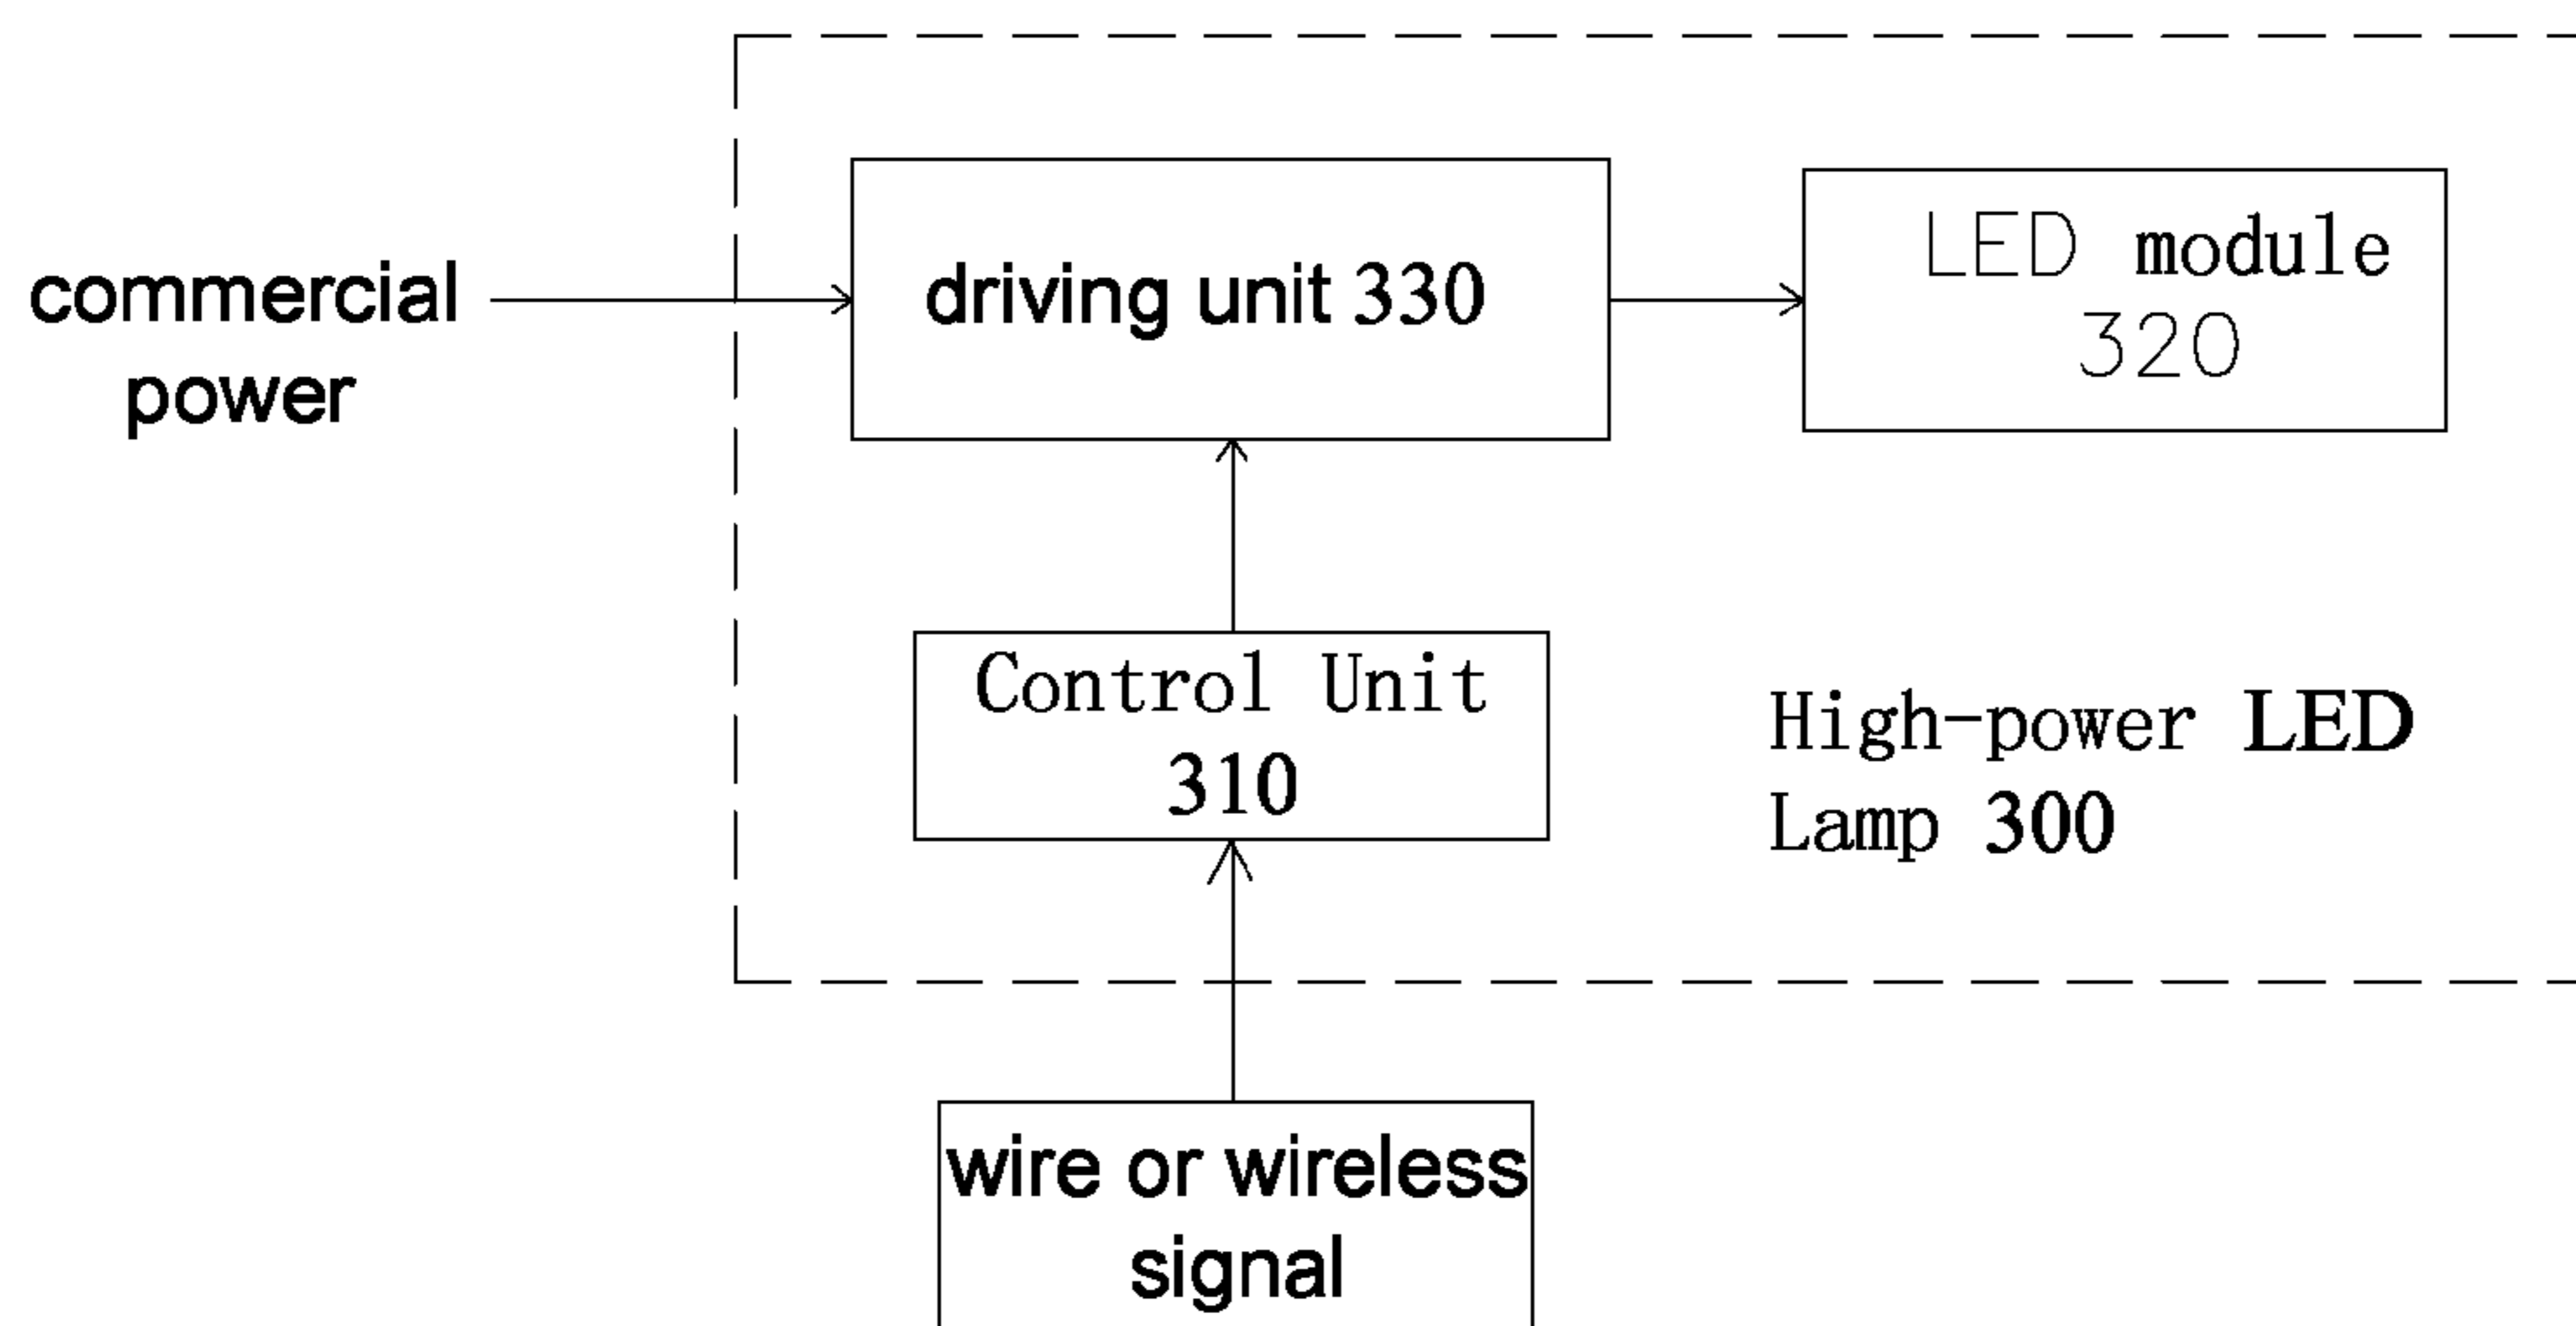 commercial
power
driving unit 330
LED module
320
Control Unit
310
High-power LED
Lamp 300
wire or wireless
signal